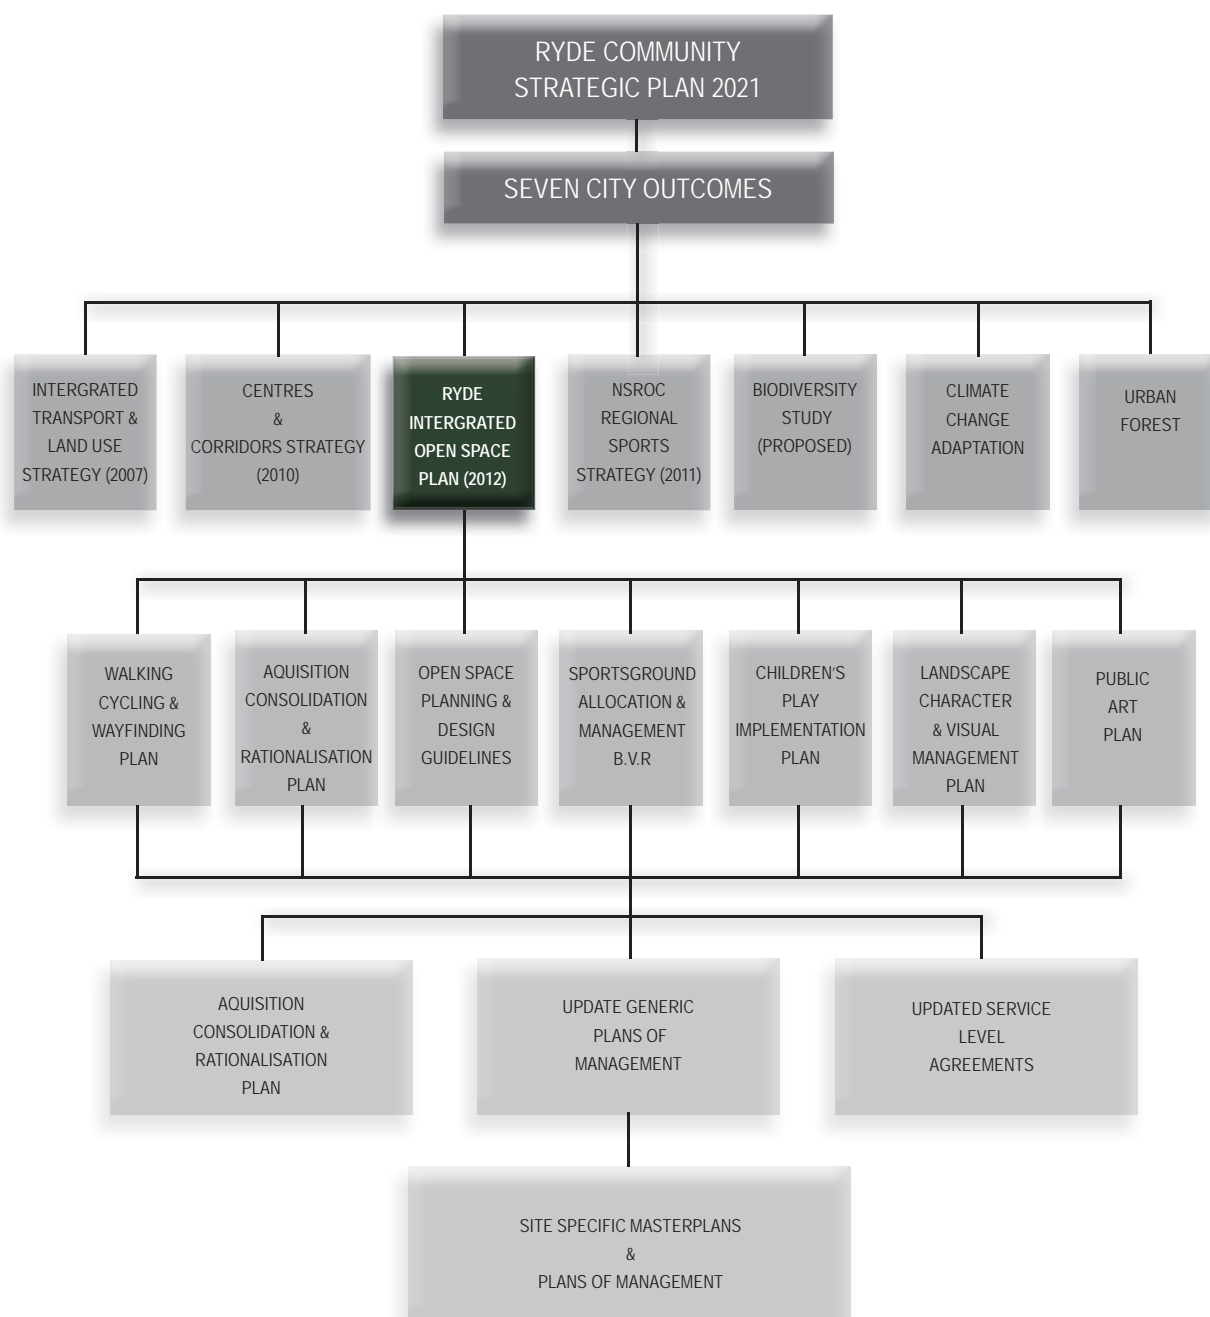 RYDE COMMUNITY
STRATEGIC PLAN 2021
SEVEN CITY OUTCOMES
INTERGRATED
TRANSPORT &
LAND USE
STRATEGY (2007)
CENTRES
&
CORRIDORS STRATEGY
(2010)
RYDE
INTERGRATED
OPEN SPACE
PLAN (2012)
NSROC
REGIONAL
SPORTS
STRATEGY (2011)
BIODIVERSITY
STUDY
(PROPOSED)
CLIMATE
CHANGE
ADAPTATION
URBAN
FOREST
WALKING
CYCLING &
WAYFINDING
PLAN
AQUISITION
CONSOLIDATION
&
RATIONALISATION
PLAN
OPEN SPACE
PLANNING &
DESIGN
GUIDELINES
SPORTSGROUND
ALLOCATION &
MANAGEMENT
B.V.R
CHILDREN'S
PLAY
IMPLEMENTATION
PLAN
LANDSCAPE
CHARACTER
& VISUAL
MANAGEMENT
PLAN
PUBLIC
ART
PLAN
AQUISITION
CONSOLIDATION &
RATIONALISATION
PLAN
UPDATE GENERIC
PLANS OF
MANAGEMENT
UPDATED SERVICE
LEVEL
AGREEMENTS
SITE SPECIFIC MASTERPLANS
&
PLANS OF MANAGEMENT